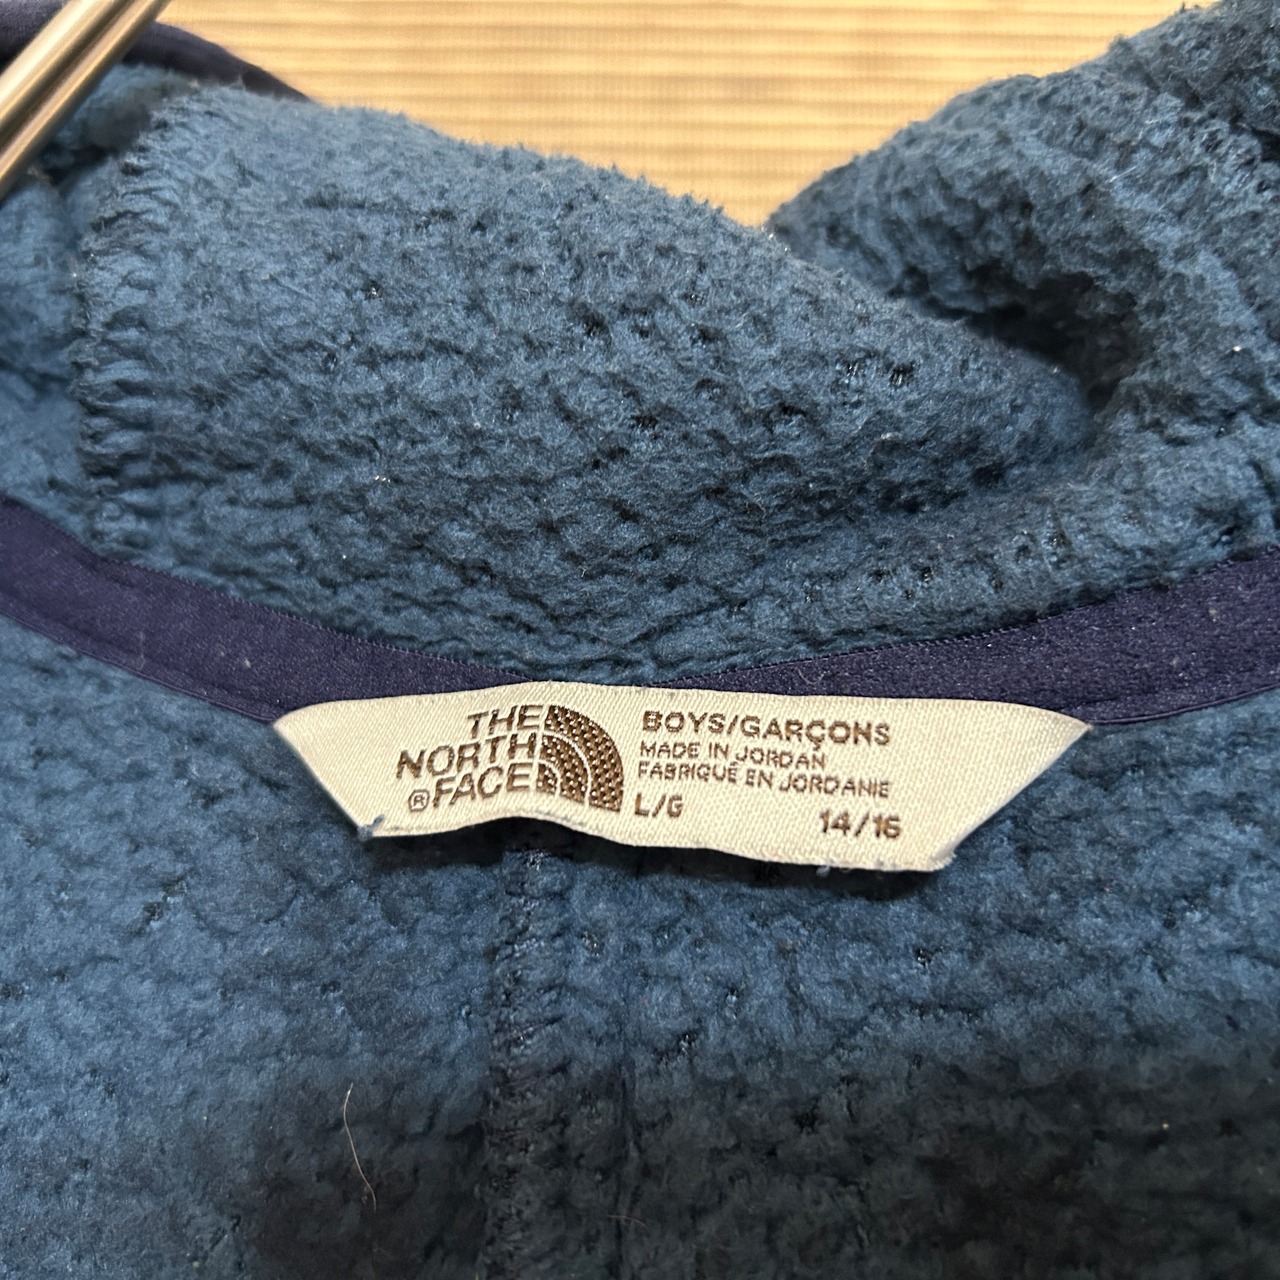 THE
NORTH
®FACE
BOYS/GARÇONS
MADE IN JORDAN
FABRIQUÉ EN JORDANIE
L/G 14/16